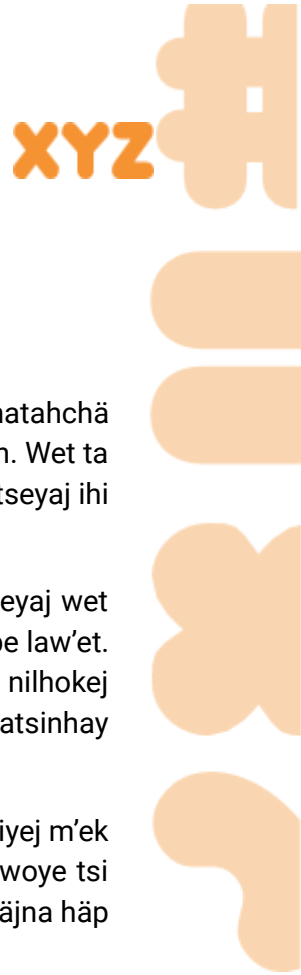 XYZ
natahchä
n. Wet ta
tseyaj ihi
eyaj wet
pe law'et.
nilhokej
atsinhay
iyej m'ek
woye tsi
äjna häp